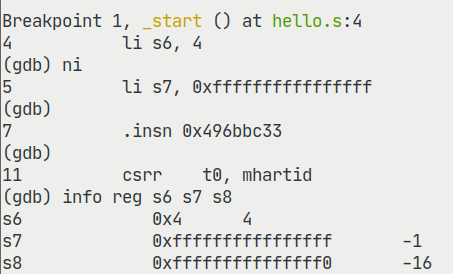 Breakpoint 1, _start () at hello.s:4
4           li s6, 4
(gdb) ni
5           li s7, 0xffffffffffffffff
(gdb)
7           .insn 0x496bbc33
(gdb)
11          csrr    t0, mhartid
(gdb) info reg s6 s7 s8
s6             0x4      4
s7             0xffffffffffffffff       -1
s8             0xfffffffffffffff0       -16